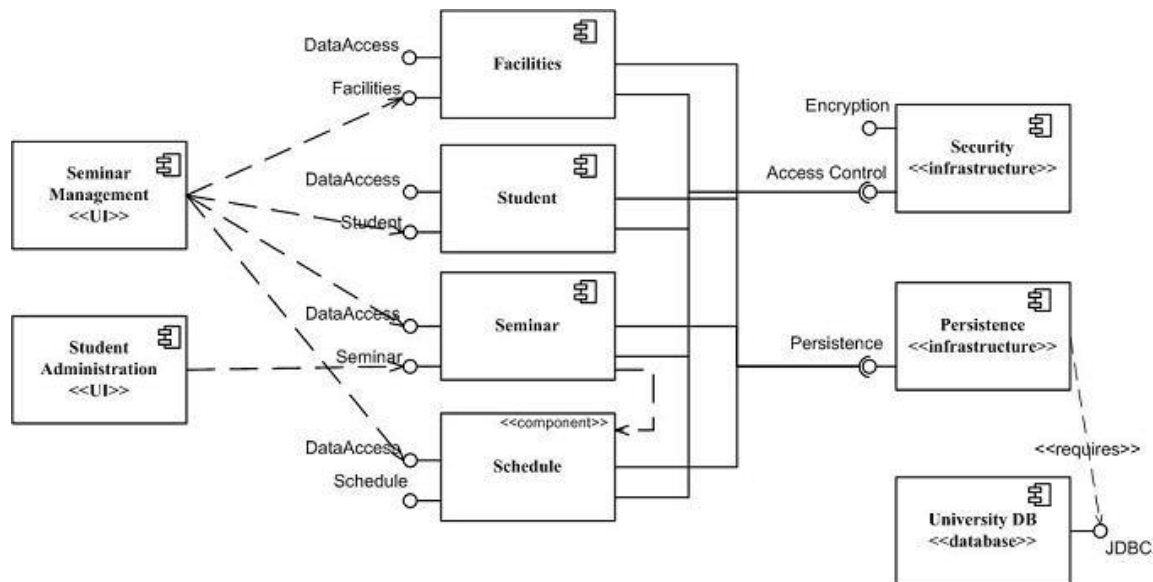 DataAccess
Facilities
Facilities
Encryption
Security
<<infrastructure>>
Access Control
Seminar
Management
<<UI>>
DataAccess
Student
Student
DataAccess
Seminar
Seminar
Persistence
Persistence
<<infrastructure>>
Student
Administration
<<UI>>
<<component>>
DataAccess
Schedule
Schedule
<<requires>>
University DB
<<database>>
JDBC